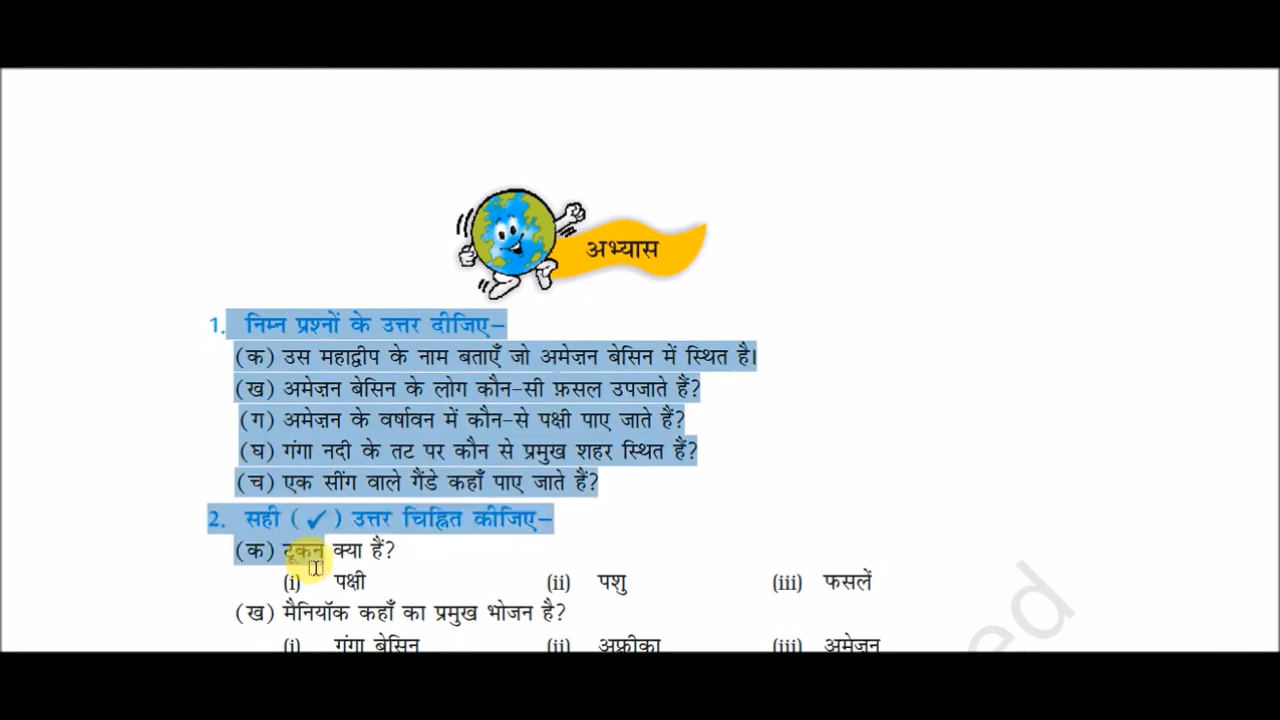 अभ्यास
1. निम्न प्रश्नों के उत्तर दीजिए–
(क) उस महाद्वीप के नाम बताएँ जो अमेज़न बेसिन में स्थित है।
(ख) अमेज़न बेसिन के लोग कौन-सी फ़सल उपजाते हैं?
(ग) अमेज़न के वर्षावन में कौन-से पक्षी पाए जाते हैं?
(घ) गंगा नदी के तट पर कौन से प्रमुख शहर स्थित हैं?
(च) एक सींग वाले गैंडे कहाँ पाए जाते हैं?
2. सही (✓) उत्तर चिह्नित कीजिए–
(क) टूकन क्या हैं?
(i) पक्षी (ii) पशु (iii) फसलें
(ख) मैनियॉक कहाँ का प्रमुख भोजन है?
(i) गंगा बेसिन (ii) अफ्रीका (iii) अमेज़न